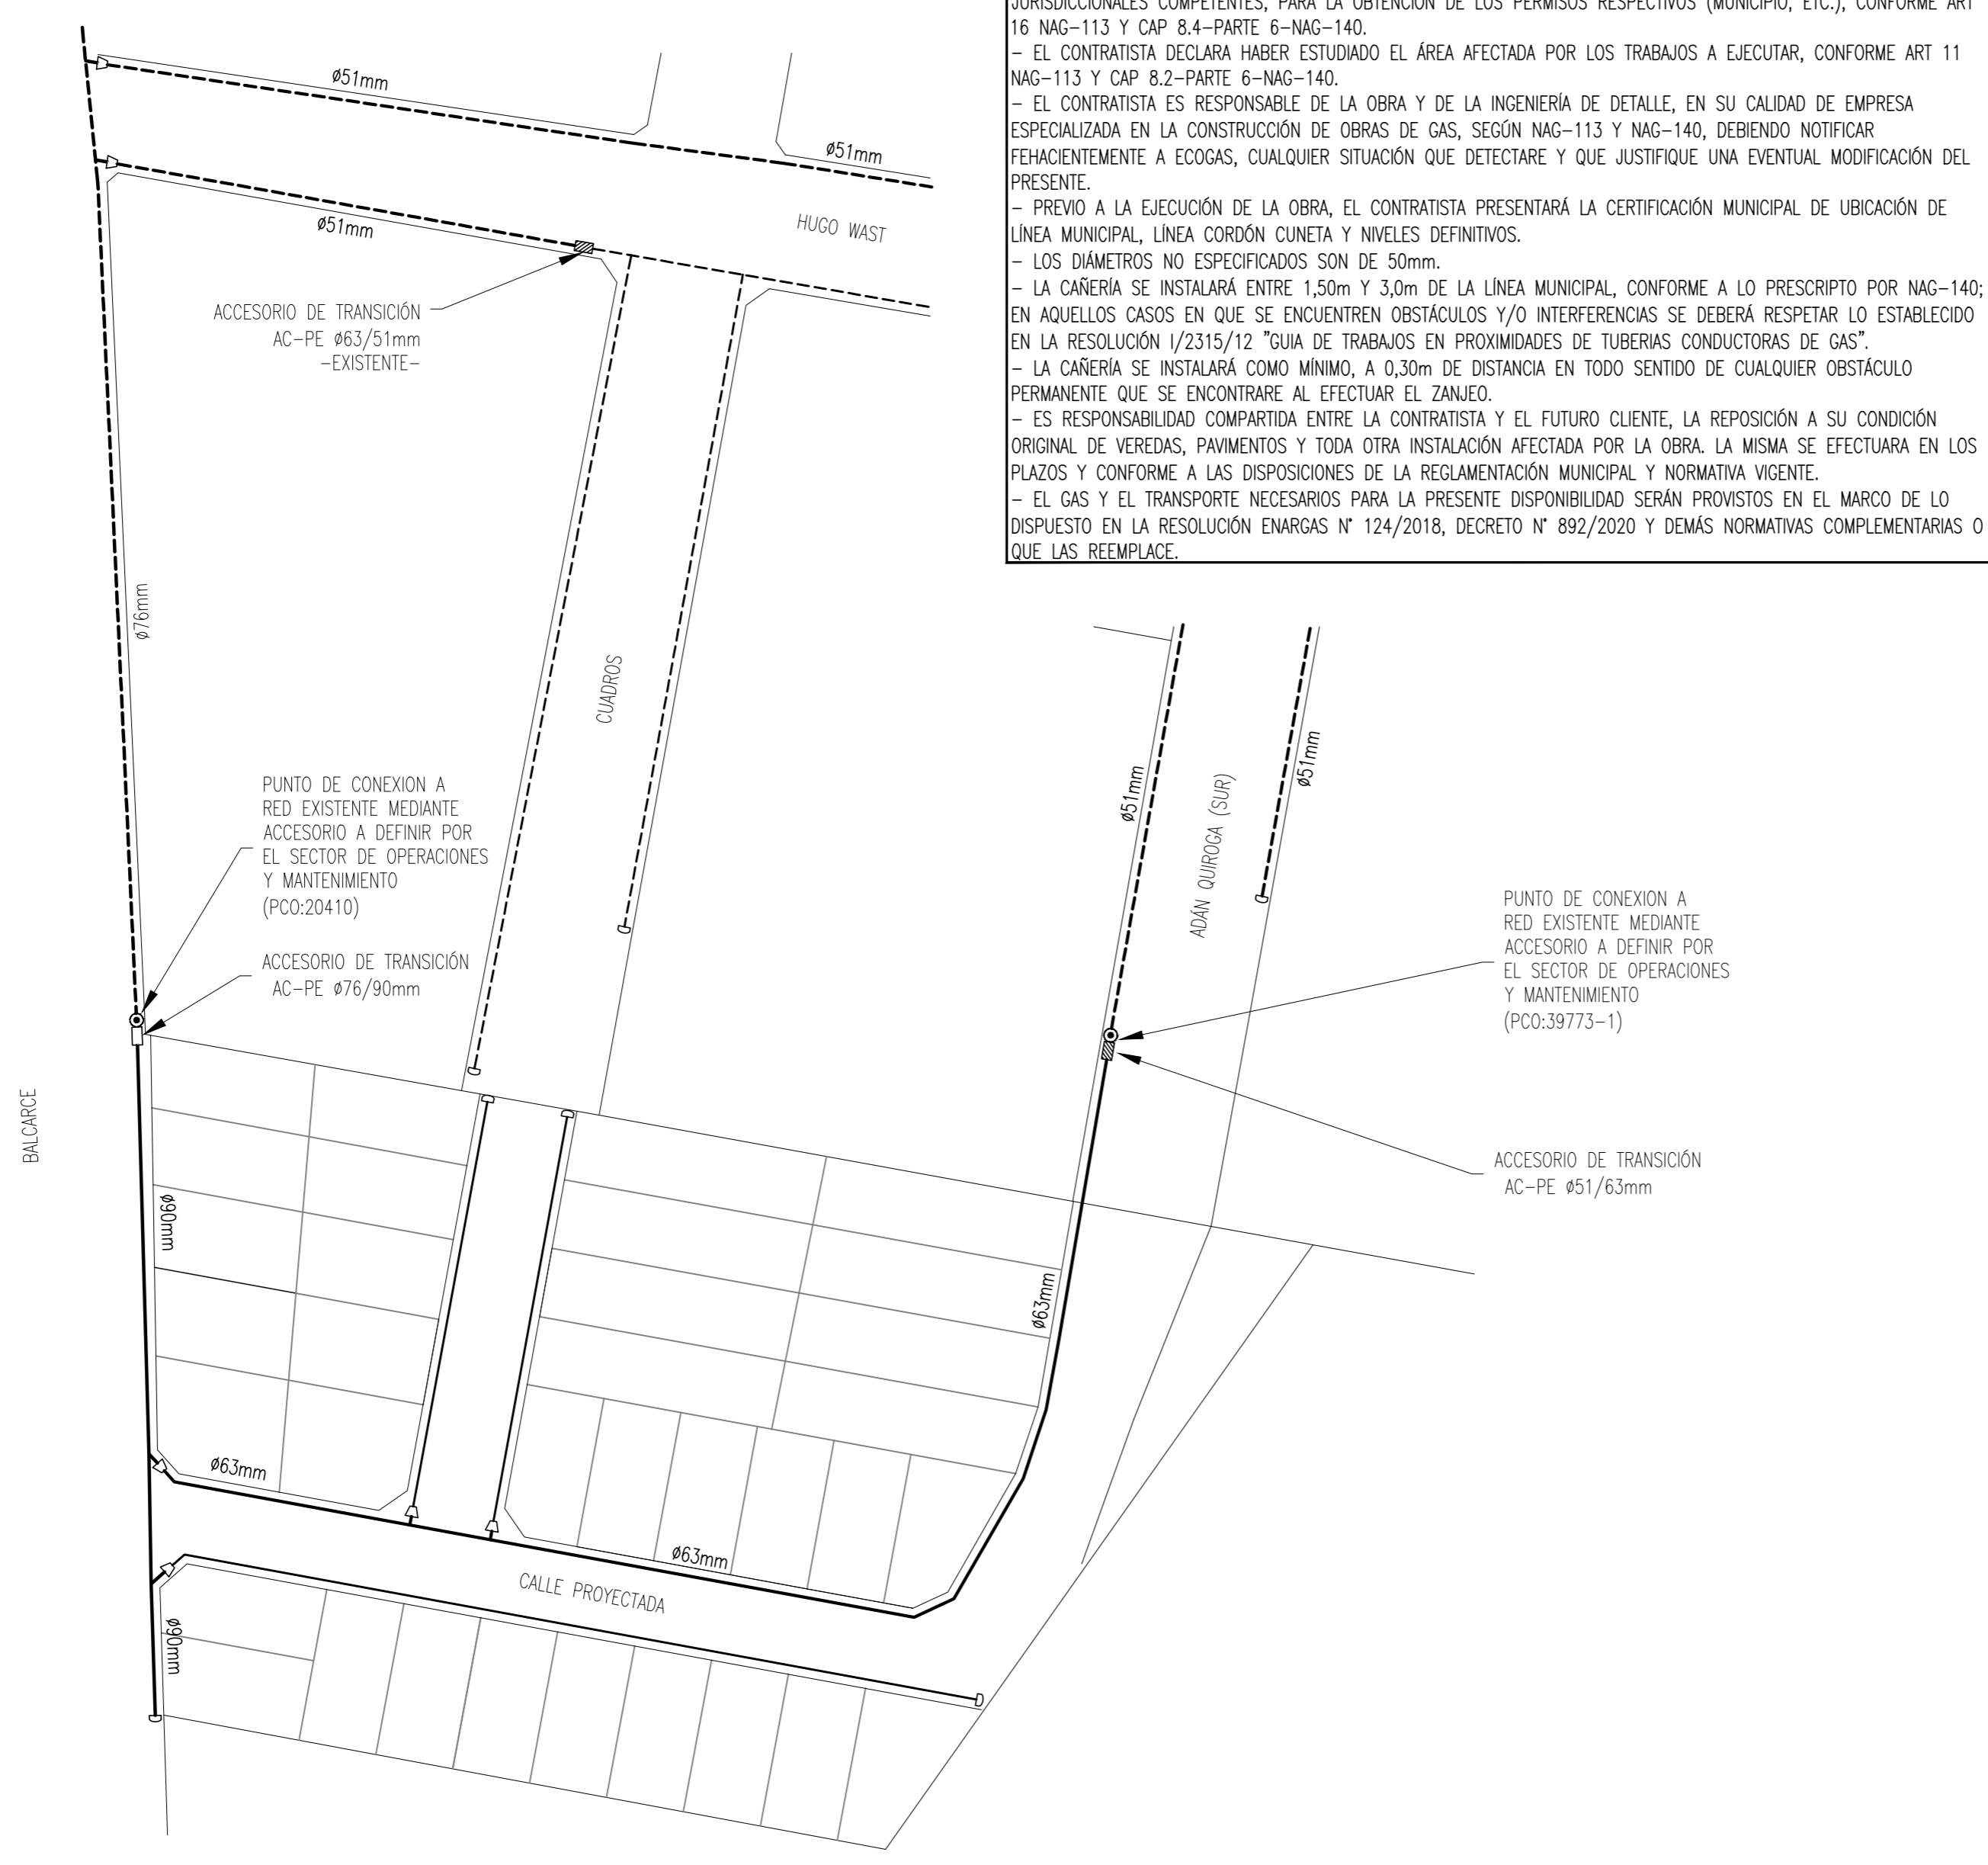 JURISDICCIONALES COMPETENTES, PARA LA OBTENCIÓN DE LOS PERMISOS RESPECTIVOS (MUNICIPIO, ETC.), CONFORME ART
16 NAG-113 Y CAP 8.4-PARTE 6-NAG-140.
- EL CONTRATISTA DECLARA HABER ESTUDIADO EL ÁREA AFECTADA POR LOS TRABAJOS A EJECUTAR, CONFORME ART 11
NAG-113 Y CAP 8.2-PARTE 6-NAG-140.
- EL CONTRATISTA ES RESPONSABLE DE LA OBRA Y DE LA INGENIERÍA DE DETALLE, EN SU CALIDAD DE EMPRESA
ESPECIALIZADA EN LA CONSTRUCCIÓN DE OBRAS DE GAS, SEGÚN NAG-113 Y NAG-140, DEBIENDO NOTIFICAR
FEHACIENTEMENTE A ECOGAS, CUALQUIER SITUACIÓN QUE DETECTARE Y QUE JUSTIFIQUE UNA EVENTUAL MODIFICACIÓN DEL
PRESENTE.
- PREVIO A LA EJECUCIÓN DE LA OBRA, EL CONTRATISTA PRESENTARÁ LA CERTIFICACIÓN MUNICIPAL DE UBICACIÓN DE
LÍNEA MUNICIPAL, LÍNEA CORDÓN CUNETA Y NIVELES DEFINITIVOS.
- LOS DIÁMETROS NO ESPECIFICADOS SON DE 50mm.
- LA CAÑERÍA SE INSTALARÁ ENTRE 1,50m Y 3,0m DE LA LÍNEA MUNICIPAL, CONFORME A LO PRESCRIPTO POR NAG-140;
EN AQUELLOS CASOS EN QUE SE ENCUENTREN OBSTÁCULOS Y/O INTERFERENCIAS SE DEBERÁ RESPETAR LO ESTABLECIDO
EN LA RESOLUCIÓN I/2315/12 "GUIA DE TRABAJOS EN PROXIMIDADES DE TUBERIAS CONDUCTORAS DE GAS".
- LA CAÑERÍA SE INSTALARÁ COMO MÍNIMO, A 0,30m DE DISTANCIA EN TODO SENTIDO DE CUALQUIER OBSTÁCULO
PERMANENTE QUE SE ENCONTRARE AL EFECTUAR EL ZANJEO.
- ES RESPONSABILIDAD COMPARTIDA ENTRE LA CONTRATISTA Y EL FUTURO CLIENTE, LA REPOSICIÓN A SU CONDICIÓN
ORIGINAL DE VEREDAS, PAVIMENTOS Y TODA OTRA INSTALACIÓN AFECTADA POR LA OBRA. LA MISMA SE EFECTUARA EN LOS
PLAZOS Y CONFORME A LAS DISPOSICIONES DE LA REGLAMENTACIÓN MUNICIPAL Y NORMATIVA VIGENTE.
- EL GAS Y EL TRANSPORTE NECESARIOS PARA LA PRESENTE DISPONIBILIDAD SERÁN PROVISTOS EN EL MARCO DE LO
DISPUESTO EN LA RESOLUCIÓN ENARGAS N° 124/2018, DECRETO N° 892/2020 Y DEMÁS NORMATIVAS COMPLEMENTARIAS O
QUE LAS REEMPLACE.
ø51mm
ø51mm
ø51mm
HUGO WAST
ACCESORIO DE TRANSICIÓN
AC-PE ø63/51mm
-EXISTENTE-
ø76mm
CUADROS
PUNTO DE CONEXION A
RED EXISTENTE MEDIANTE
ACCESORIO A DEFINIR POR
EL SECTOR DE OPERACIONES
Y MANTENIMIENTO
(PCO:20410)
ACCESORIO DE TRANSICIÓN
AC-PE ø76/90mm
ø51mm
ADÁN QUIROGA (SUR)
ø51mm
PUNTO DE CONEXION A
RED EXISTENTE MEDIANTE
ACCESORIO A DEFINIR POR
EL SECTOR DE OPERACIONES
Y MANTENIMIENTO
(PCO:39773-1)
ACCESORIO DE TRANSICIÓN
AC-PE ø51/63mm
BALCARCE
ø90mm
ø63mm
ø63mm
ø63mm
CALLE PROYECTADA
ø90mm